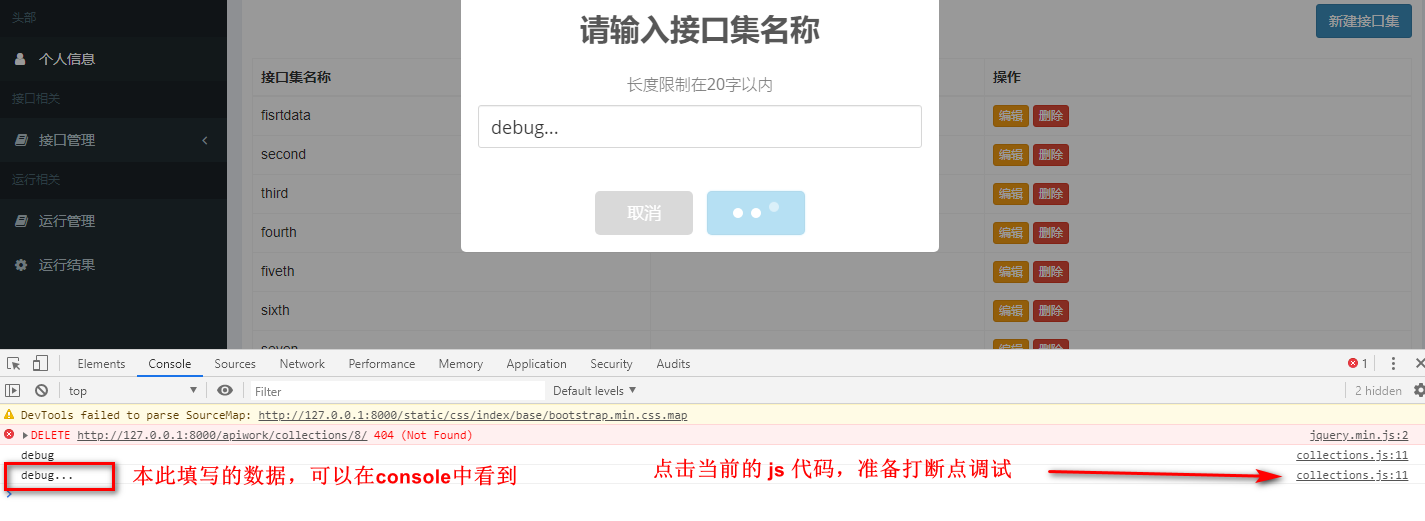 头部
个人信息
接口相关
接口管理
运行相关
运行管理
运行结果
新建接口集
请输入接口集名称
长度限制在20字以内
debug...
取消
接口集名称 操作
fisrtdata 编辑 删除
second 编辑 删除
third 编辑 删除
fourth 编辑 删除
fiveth 编辑 删除
sixth 编辑 删除
seven 编辑 删除
Elements Console Sources Network Performance Memory Application Security Audits 1
top Filter Default levels 2 hidden
DevTools failed to parse SourceMap: http://127.0.0.1:8000/static/css/index/base/bootstrap.min.css.map
DELETE http://127.0.0.1:8000/apiwork/collections/8/ 404 (Not Found) jquery.min.js:2
debug collections.js:11
debug... collections.js:11
本此填写的数据，可以在console中看到
点击当前的 js 代码，准备打断点调试